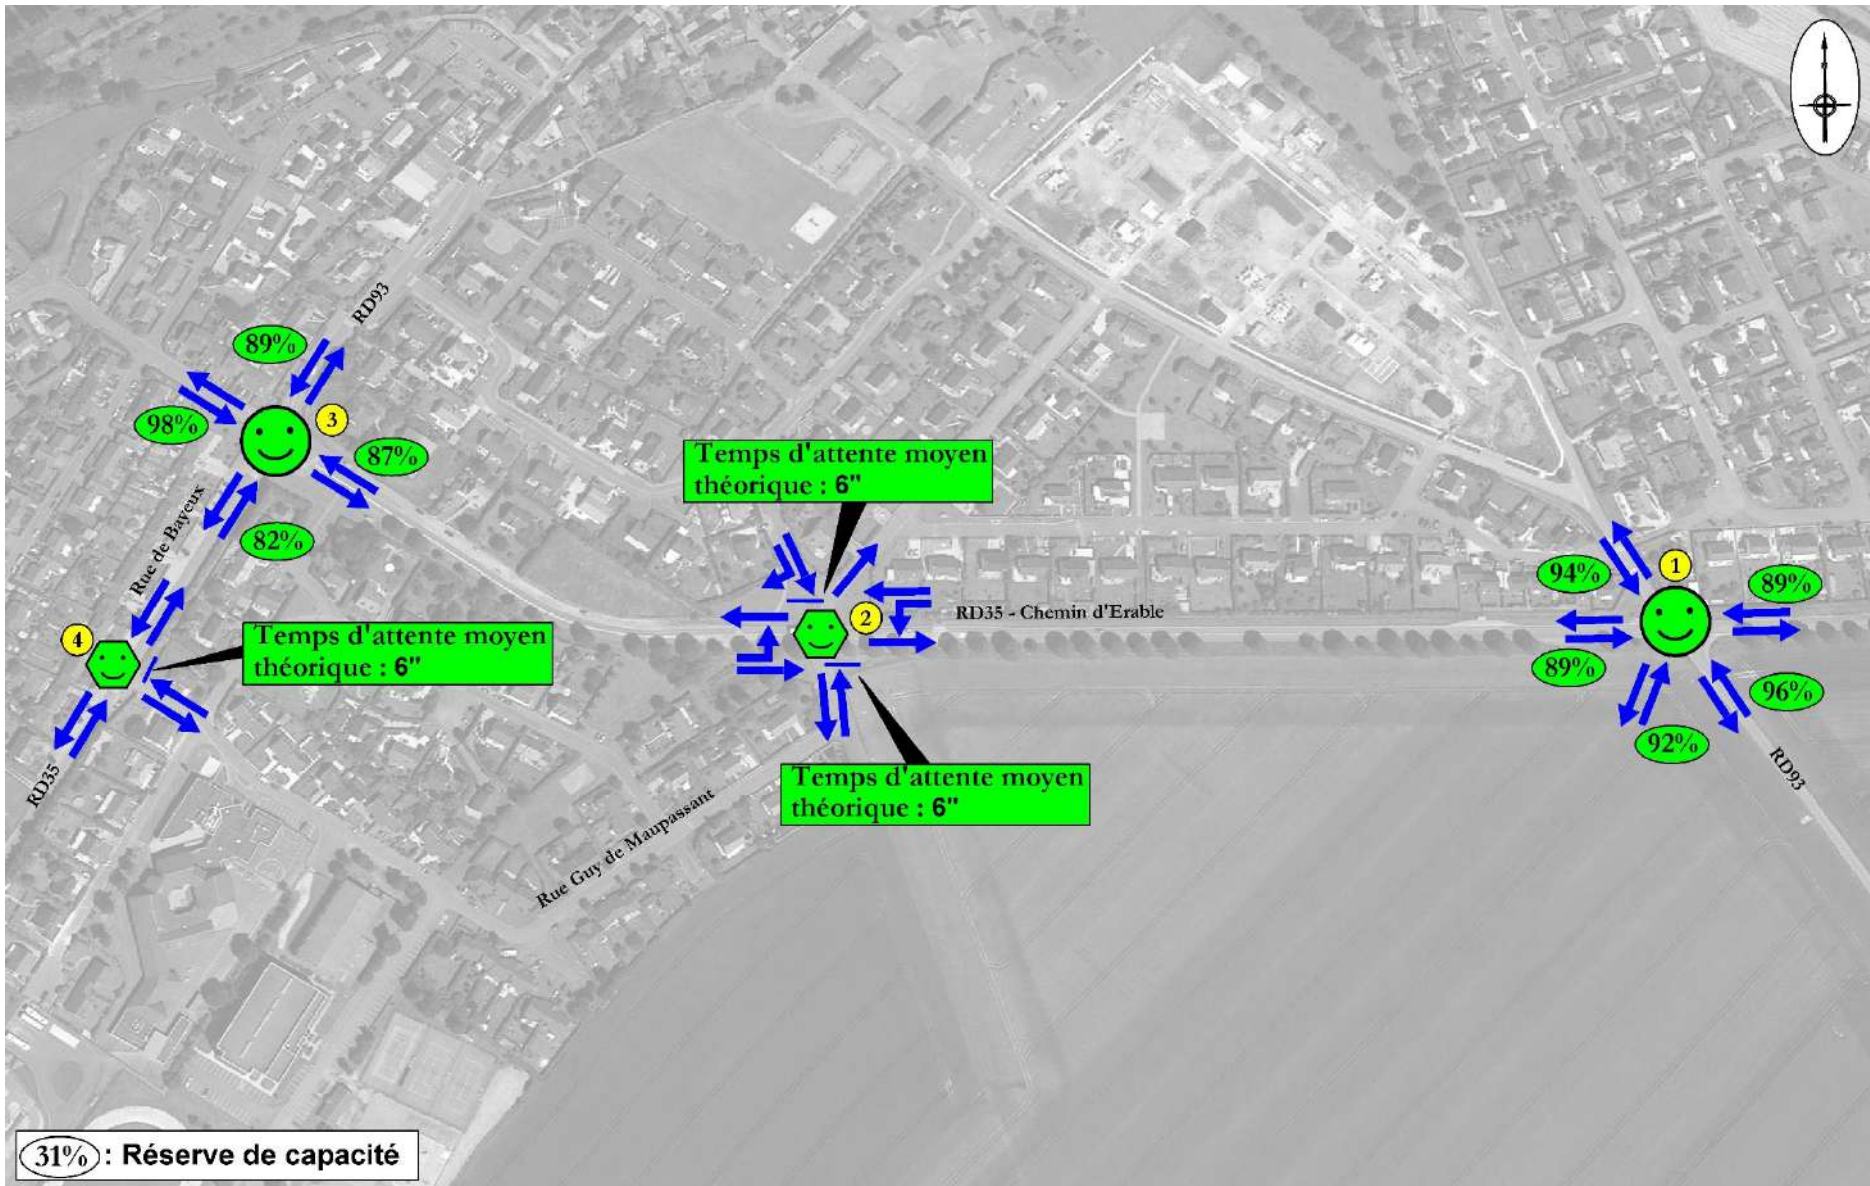 RD93
89%
3
98%
87%
82%
Rue de Bayeux
Temps d'attente moyen
théorique : 6"
4
Temps d'attente moyen
théorique : 6"
RD35
2
RD35 - Chemin d'Erable
Temps d'attente moyen
théorique : 6"
Rue Guy de Maupassant
1
94%
89%
89%
96%
92%
RD93
31% : Réserve de capacité